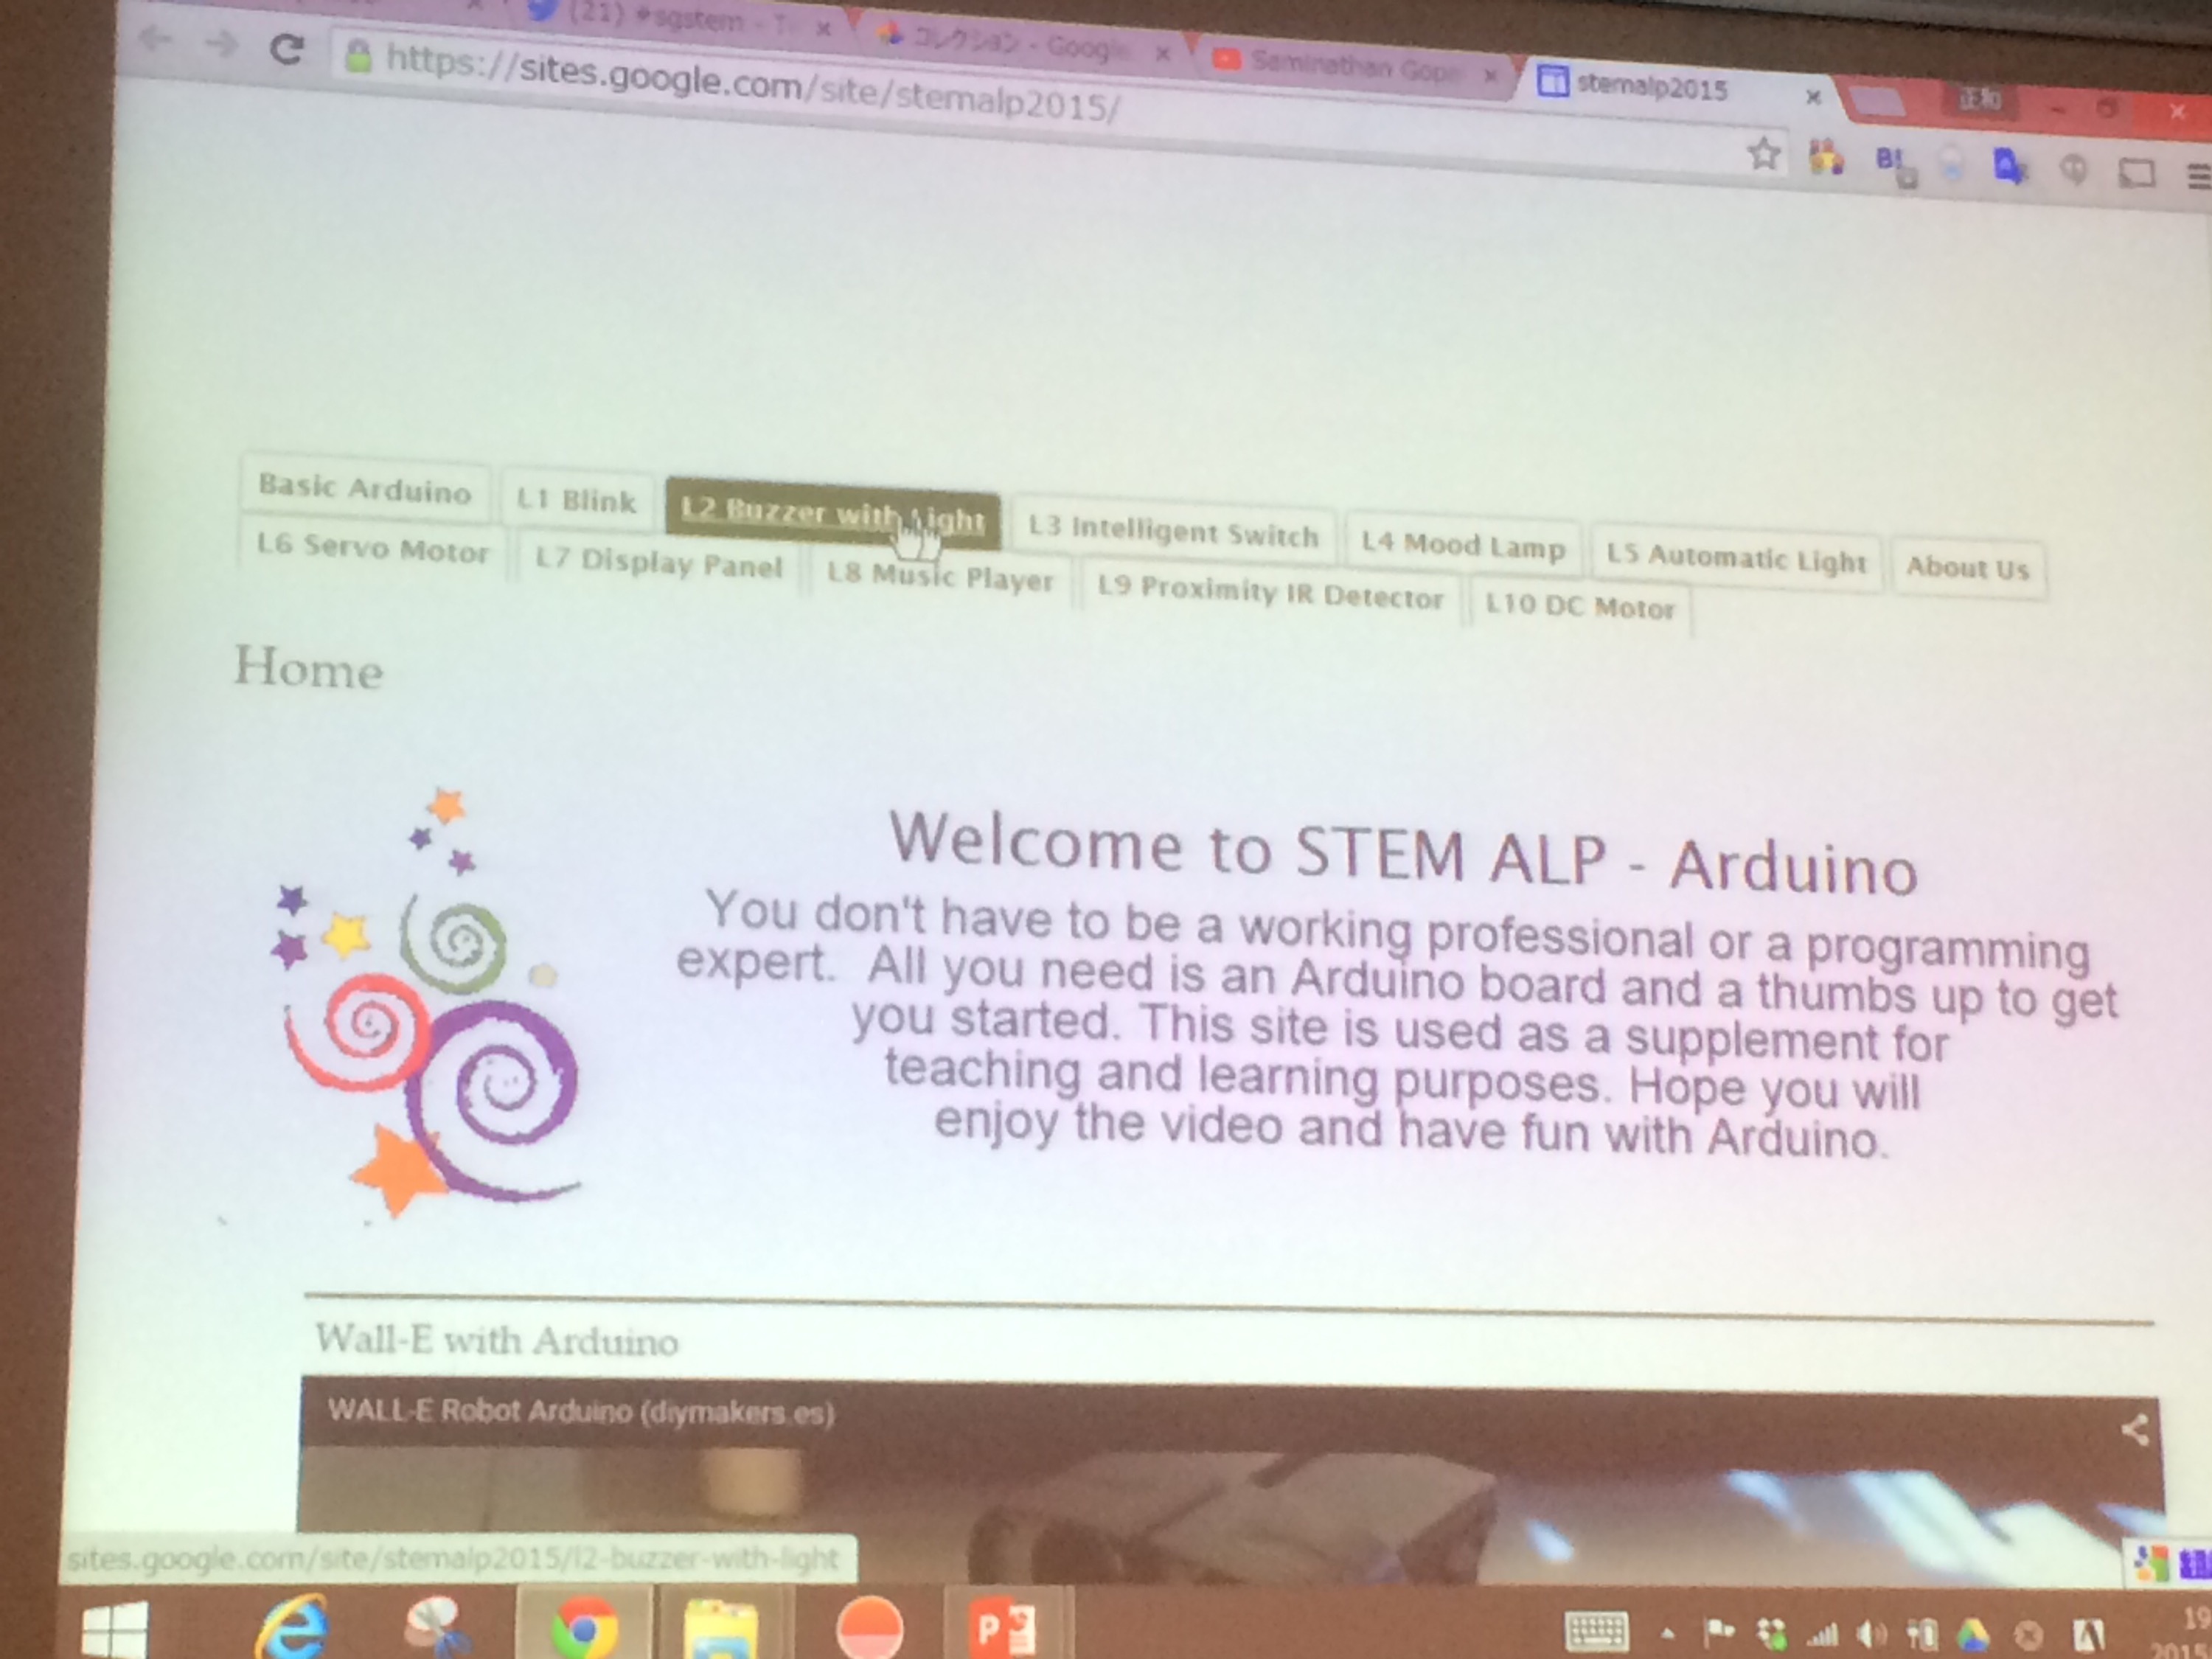 (21) #sgstem - T
コレクション - Google
Saminathan Gop
stemalp2015
https://sites.google.com/site/stemalp2015/
Basic Arduino
L1 Blink
L2 Buzzer with Light
L3 Intelligent Switch
L4 Mood Lamp
L5 Automatic Light
About Us
L6 Servo Motor
L7 Display Panel
L8 Music Player
L9 Proximity IR Detector
L10 DC Motor
Home
Welcome to STEM ALP - Arduino
You don't have to be a working professional or a programming
expert. All you need is an Arduino board and a thumbs up to get
you started. This site is used as a supplement for
teaching and learning purposes. Hope you will
enjoy the video and have fun with Arduino.
Wall-E with Arduino
WALL-E Robot Arduino (diymakers.es)
sites.google.com/site/stemalp2015/l2-buzzer-with-light
19
2015